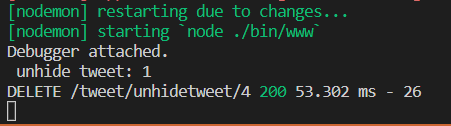 [nodemon] restarting due to changes...
[nodemon] starting `node ./bin/www`
Debugger attached.
 unhide tweet: 1
DELETE /tweet/unhidetweet/4 200 53.302 ms - 26